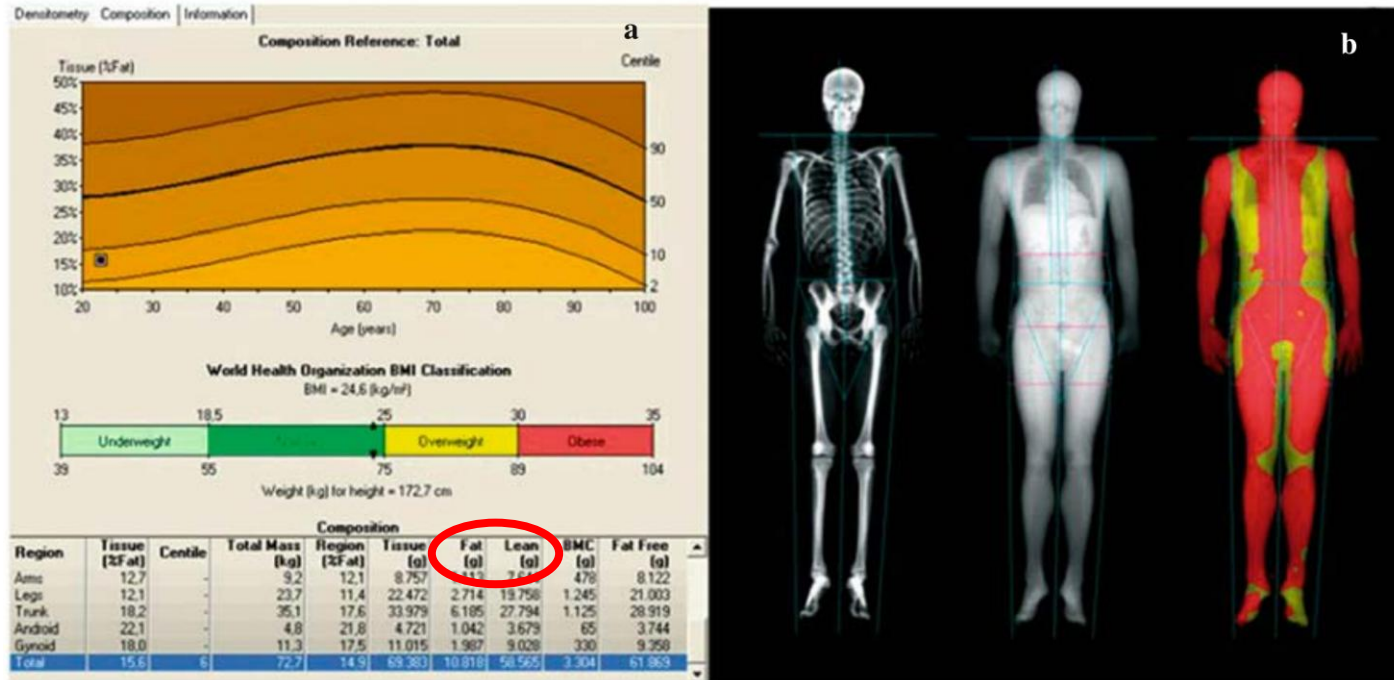 Densitometry Composition Information
a
b
Composition Reference: Total
Tissue (%Fat) Centile
50%
45%
40%
35%
30%
25%
20%
15%
10%
90
50
10
2
20 30 40 50 60 70 80 90 100
Age (years)
World Health Organization BMI Classification
BMI = 24,6 (kg/m²)
13 18,5 25 30 35
Underweight Overweight Obese
39 55 75 89 104
Weight (kg) for height = 172,7 cm
Composition
Region Tissue Centile Total Mass Region Tissue Fat Lean BMC Fat Free
(%Fat) (kg) (%Fat) (g) (g) (g) (g) (g)
Arms 12,7 - 9,2 12,1 8.757 478 8.122
Legs 12,1 - 23,7 11,4 22.472 2.714 19.758 1.245 21.003
Trunk 18,2 - 35,1 17,6 33.979 6.185 27.794 1.125 28.919
Android 22,1 - 4,8 21,8 4.721 1.042 3.679 65 3.744
Gynoid 18,0 - 11,3 17,5 11.015 1.987 9.028 330 9.358
Total 15,6 6 72,7 14,9 69.383 10.818 58.565 3.304 61.869